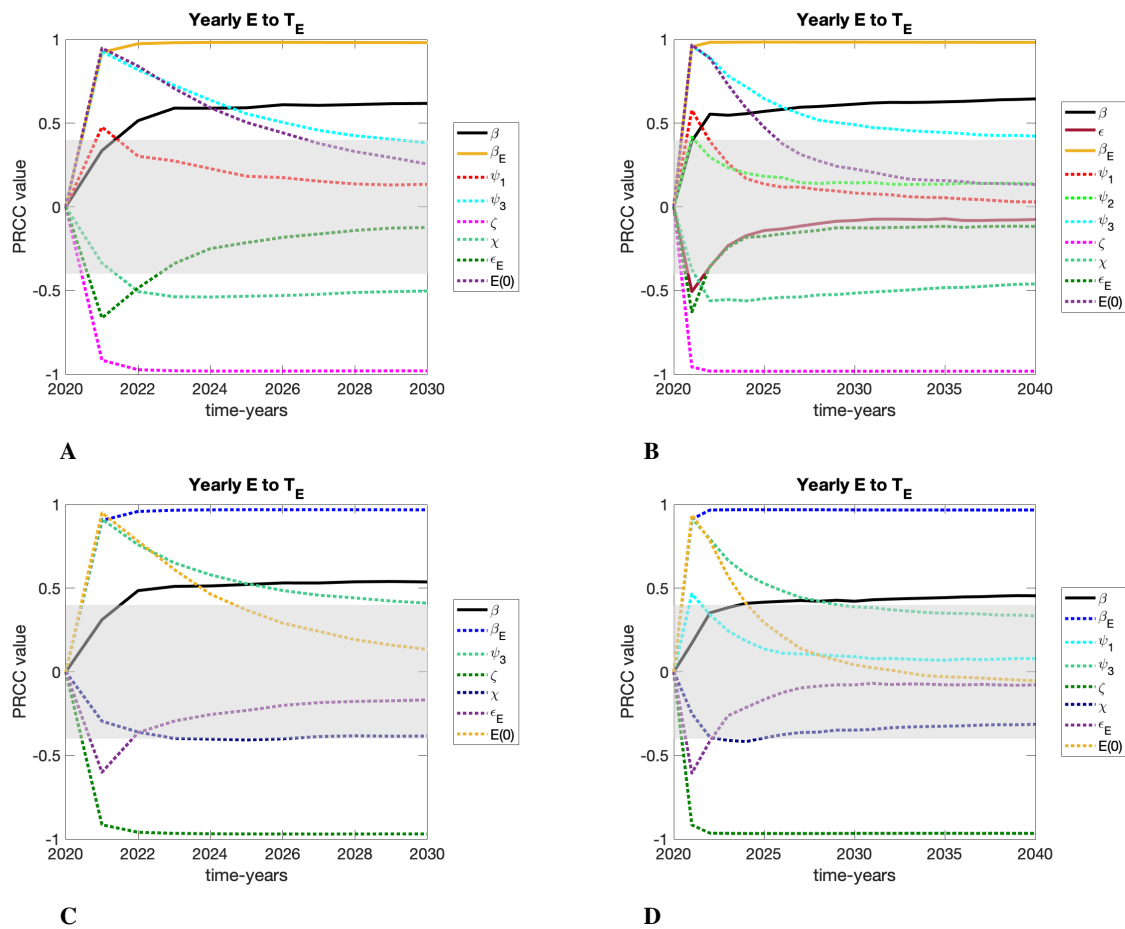 Yearly E to T_E
1
0.5
0
-0.5
-1
PRCC value
2020 2022 2024 2026 2028 2030
time-years
β
β_E
ψ_1
ψ_3
ζ
χ
ϵ_E
E(0)
A
Yearly E to T_E
1
0.5
0
-0.5
-1
PRCC value
2020 2025 2030 2035 2040
time-years
β
ϵ
β_E
ψ_1
ψ_2
ψ_3
ζ
χ
ϵ_E
E(0)
B
Yearly E to T_E
1
0.5
0
-0.5
-1
PRCC value
2020 2022 2024 2026 2028 2030
time-years
β
β_E
ψ_3
ζ
χ
ϵ_E
E(0)
C
Yearly E to T_E
1
0.5
0
-0.5
-1
PRCC value
2020 2025 2030 2035 2040
time-years
β
β_E
ψ_1
ψ_3
ζ
χ
ϵ_E
E(0)
D